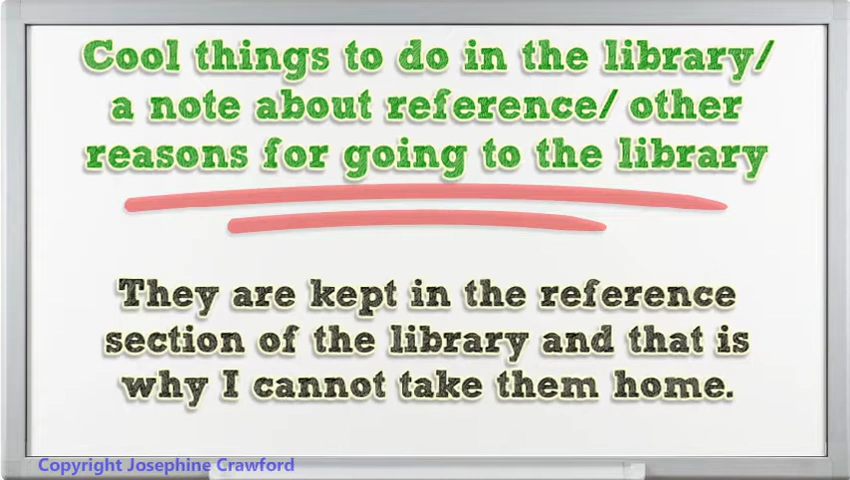 Cool things to do in the library/
a note about reference/ other
reasons for going to the library
They are kept in the reference
section of the library and that is
why I cannot take them home.
Copyright Josephine Crawford